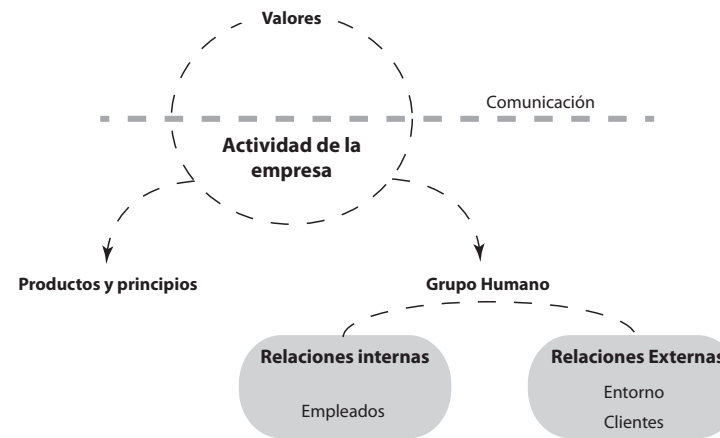 Valores
Comunicación
Actividad de la
empresa
Productos y principios
Grupo Humano
Relaciones internas
Empleados
Relaciones Externas
Entorno
Clientes